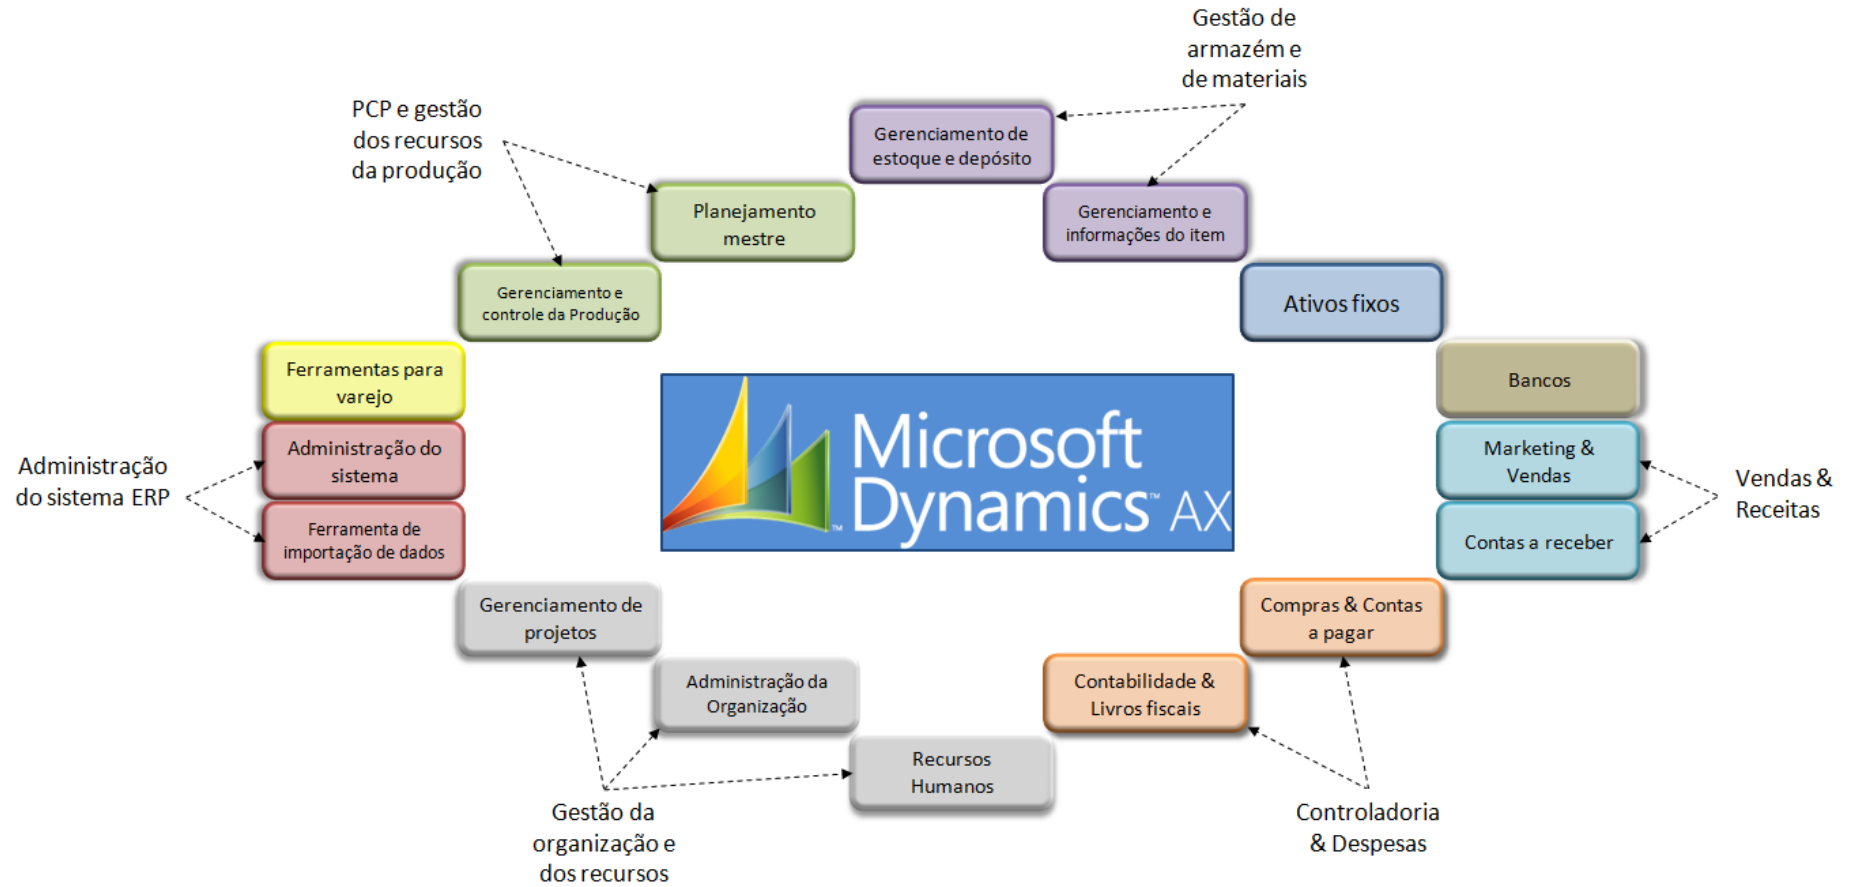 Gestão de
armazém e
de materiais
PCP e gestão
dos recursos
da produção
Gerenciamento de
estoque e depósito
Planejamento
mestre
Gerenciamento e
informações do item
Gerenciamento e
controle da Produção
Ativos fixos
Ferramentas para
varejo
Bancos
Administração do
sistema
Marketing &
Vendas
Administração
do sistema ERP
Vendas &
Receitas
Ferramenta de
importação de dados
Contas a receber
Microsoft
Dynamics™ AX
™
Gerenciamento de
projetos
Compras & Contas
a pagar
Administração da
Organização
Contabilidade &
Livros fiscais
Recursos
Humanos
Gestão da
organização e
dos recursos
Controladoria
& Despesas